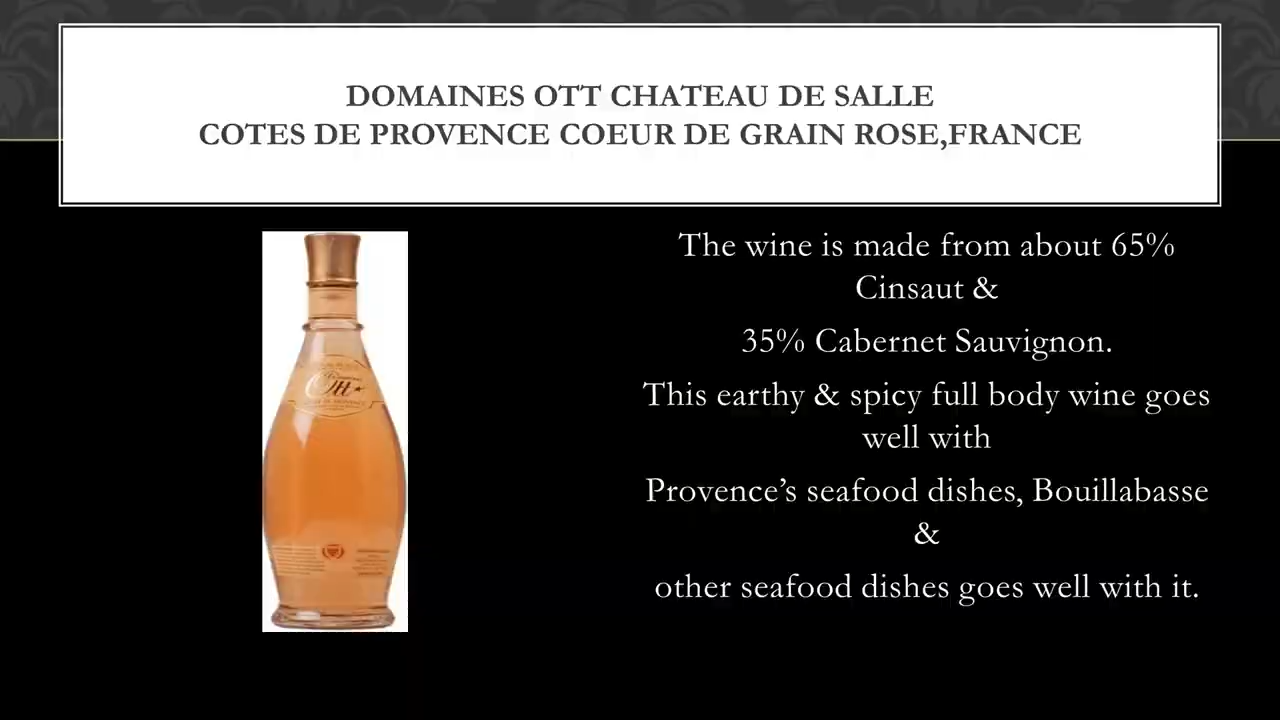 DOMAINES OTT CHATEAU DE SALLE
COTES DE PROVENCE COEUR DE GRAIN ROSE,FRANCE
The wine is made from about 65%
Cinsaut &
35% Cabernet Sauvignon.
This earthy & spicy full body wine goes
well with
Provence’s seafood dishes, Bouillabasse
&
other seafood dishes goes well with it.
Ott